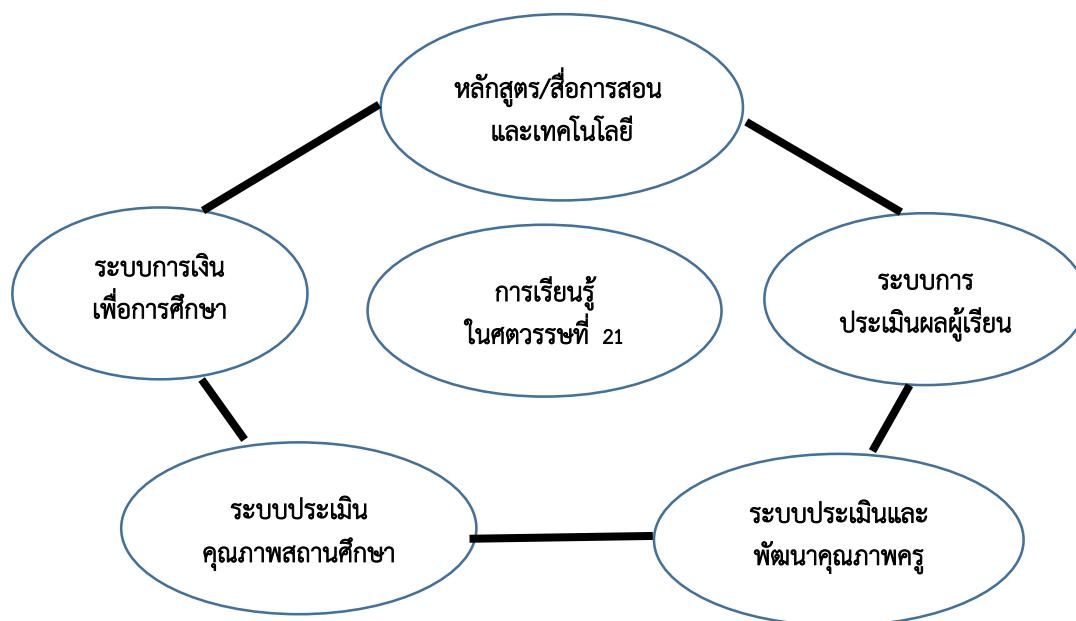 หลักสูตร/สื่อการสอน
และเทคโนโลยี
ระบบการเงิน
เพื่อการศึกษา
การเรียนรู้
ในศตวรรษที่ 21
ระบบการ
ประเมินผลผู้เรียน
ระบบประเมิน
คุณภาพสถานศึกษา
ระบบประเมินและ
พัฒนาคุณภาพครู